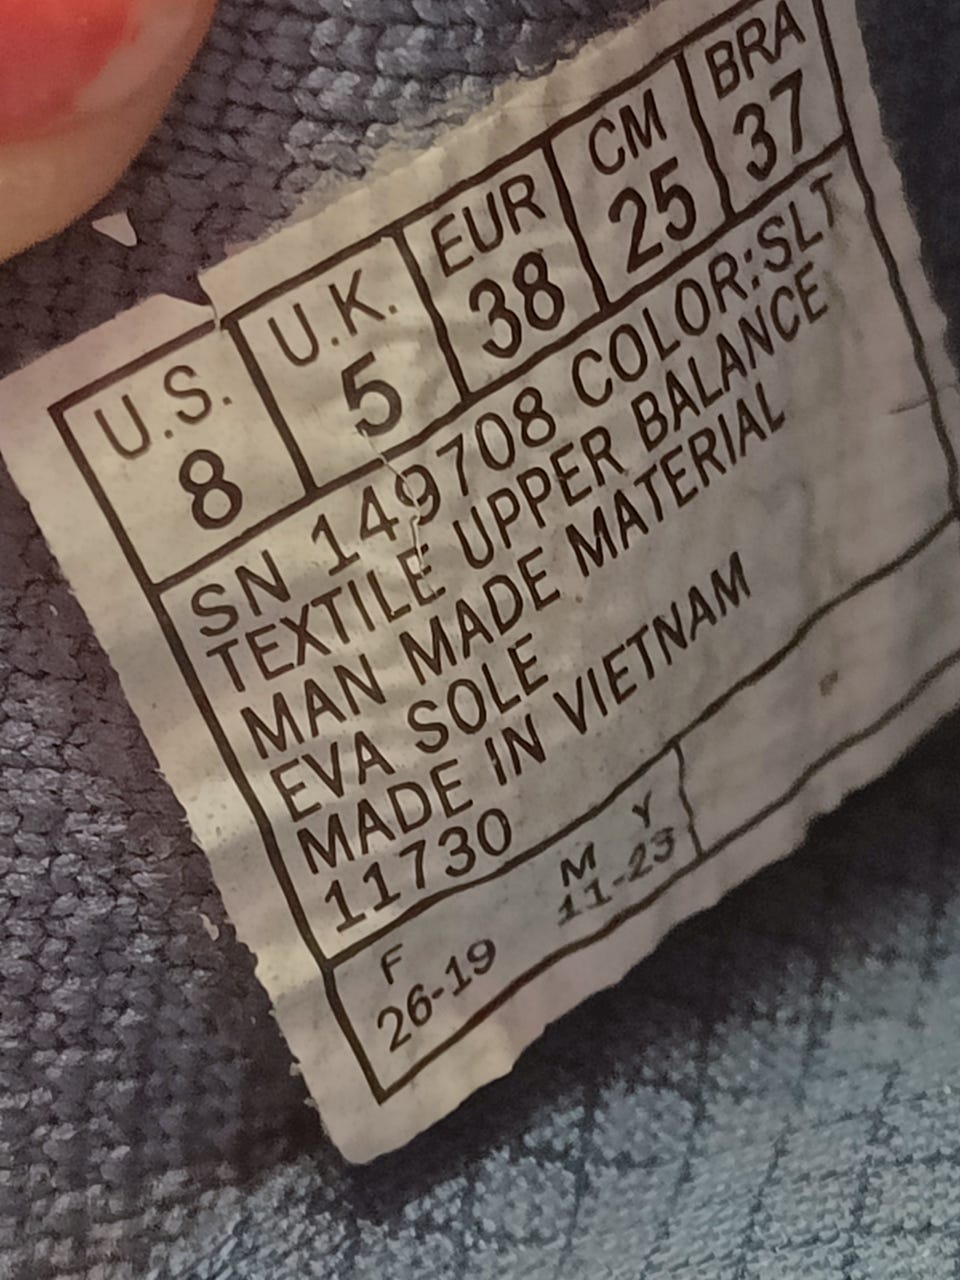 U.S. U.K. EUR CM BRA
8 5 38 25 37
SN 149708 COLOR:SLT
TEXTILE UPPER BALANCE
MAN MADE MATERIAL
EVA SOLE
MADE IN VIETNAM
11730
F M Y
26-19 11-23